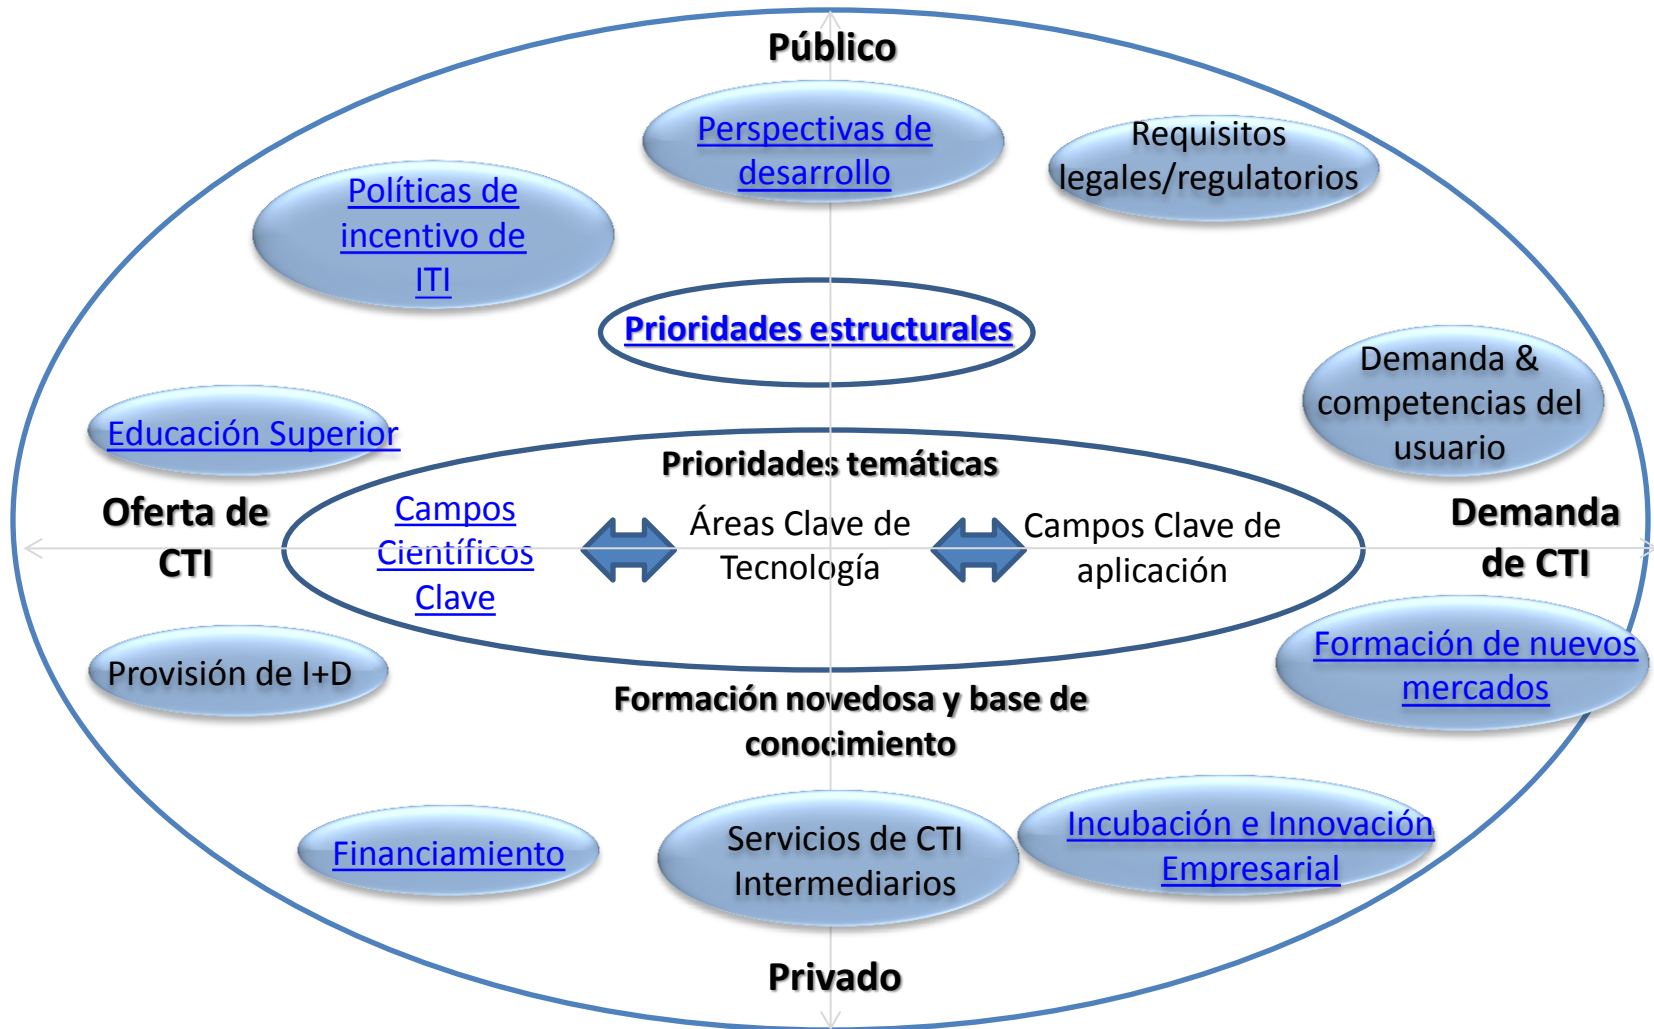 Público
Perspectivas de
desarrollo
Requisitos
legales/regulatorios
Políticas de
incentivo de
ITI
Prioridades estructurales
Demanda &
competencias del
usuario
Educación Superior
Prioridades temáticas
Oferta de
CTI
Campos
Científicos
Clave
Áreas Clave de
Tecnología
Campos Clave de
aplicación
Demanda
de CTI
Provisión de I+D
Formación de nuevos
mercados
Formación novedosa y base de
conocimiento
Financiamiento
Servicios de CTI
Intermediarios
Incubación e Innovación
Empresarial
Privado